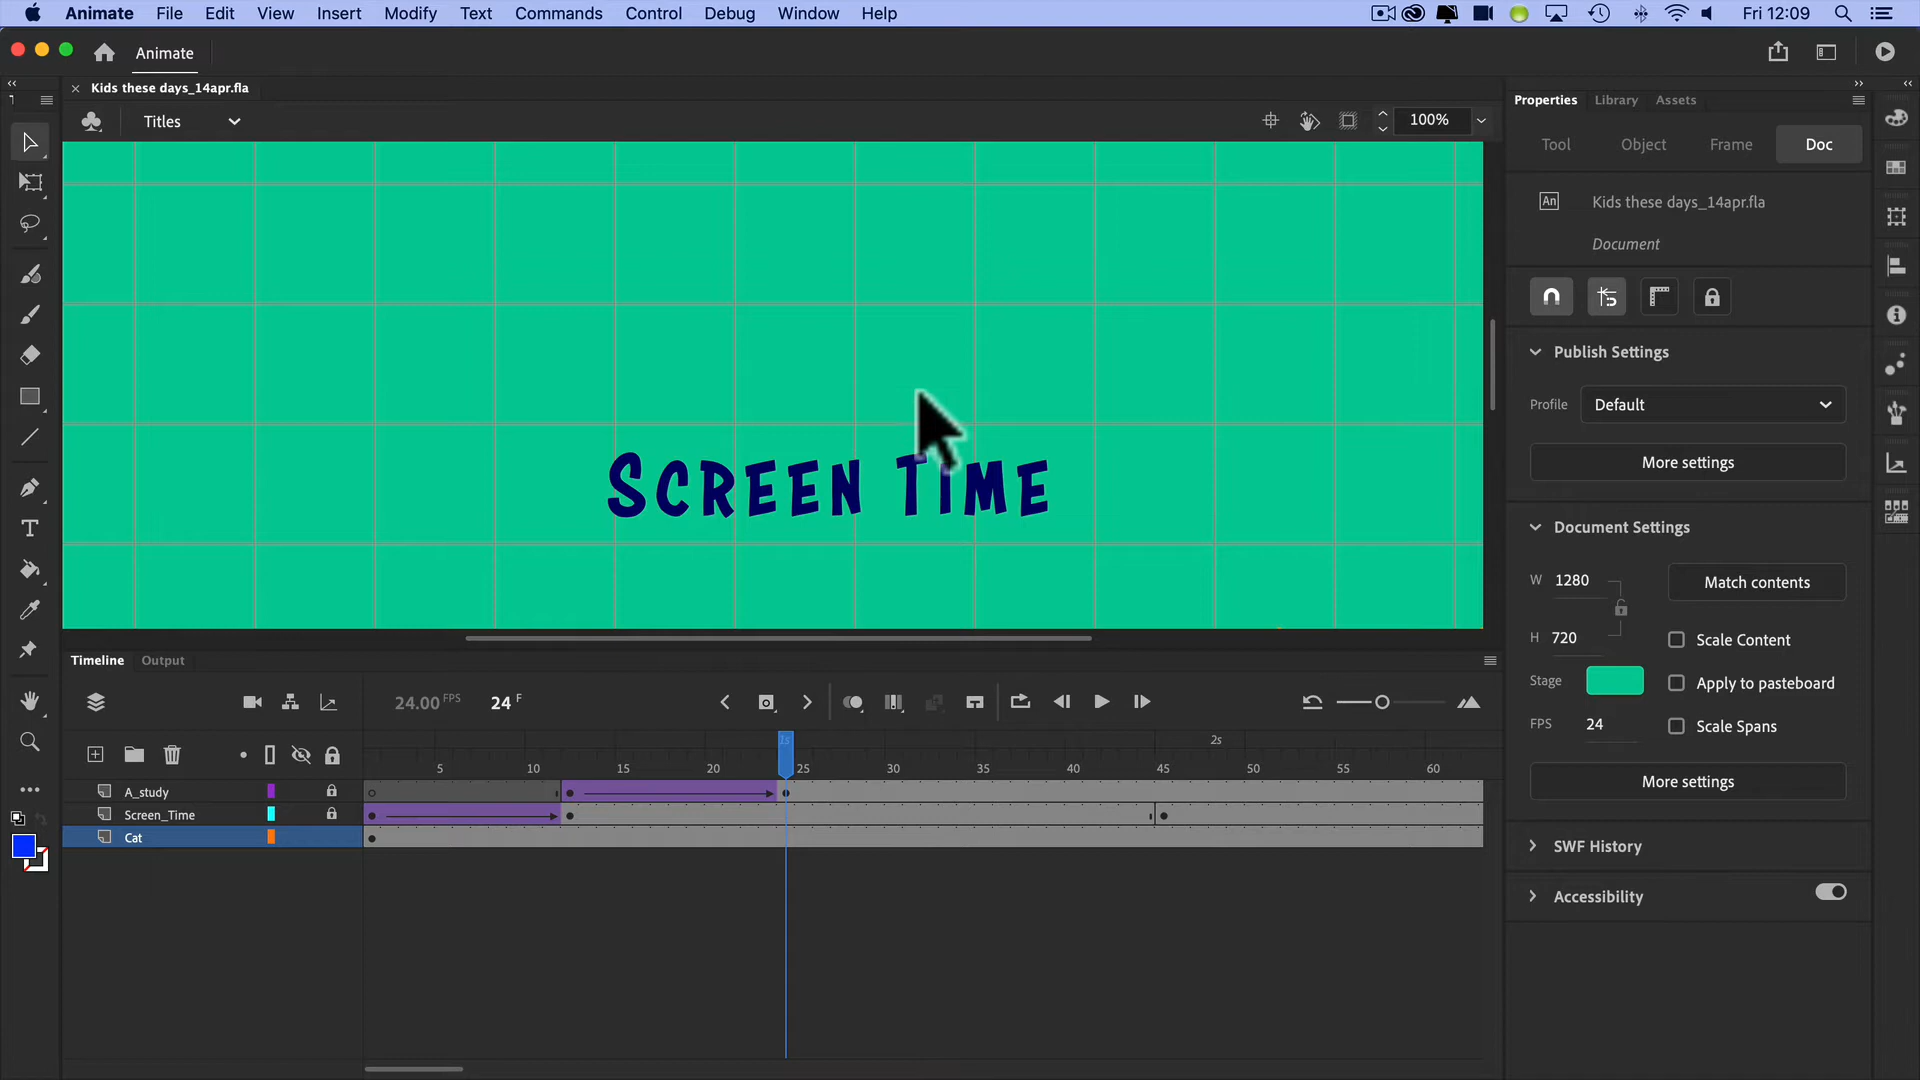 Animate File Edit View Insert Modify Text Commands Control Debug Window Help Fri 12:09
Animate
Kids these days_14apr.fla
Titles 100%
SCREEN TIME
Properties Library Assets
Tool Object Frame Doc
An Kids these days_14apr.fla
Document
Publish Settings
Profile Default
More settings
Document Settings
W 1280 Match contents
H 720 Scale Content
Stage Apply to pasteboard
FPS 24 Scale Spans
More settings
SWF History
Accessibility
Timeline Output
24.00 FPS 24 F
1s 2s
5 10 15 20 25 30 35 40 45 50 55 60
A_study
Screen_Time
Cat